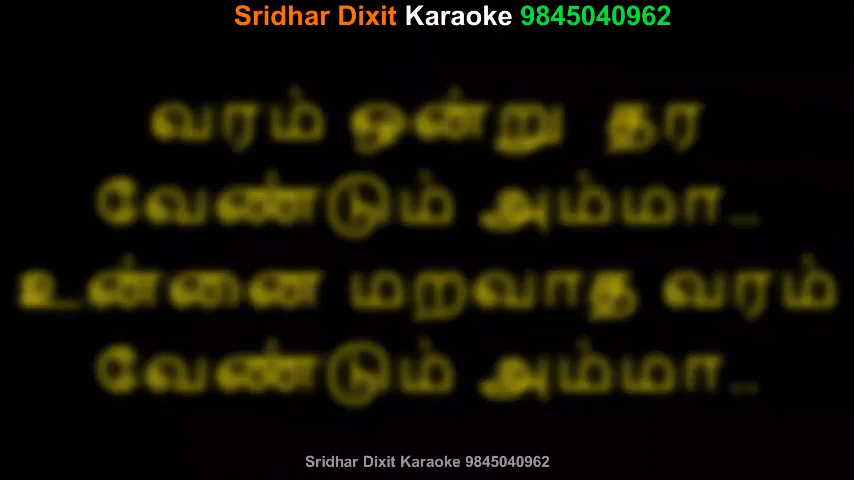 Sridhar Dixit Karaoke 9845040962
வரம் ஒன்று தர
வேண்டும் அம்மா...
உன்னை மறவாத வரம்
வேண்டும் அம்மா...
Sridhar Dixit Karaoke 9845040962